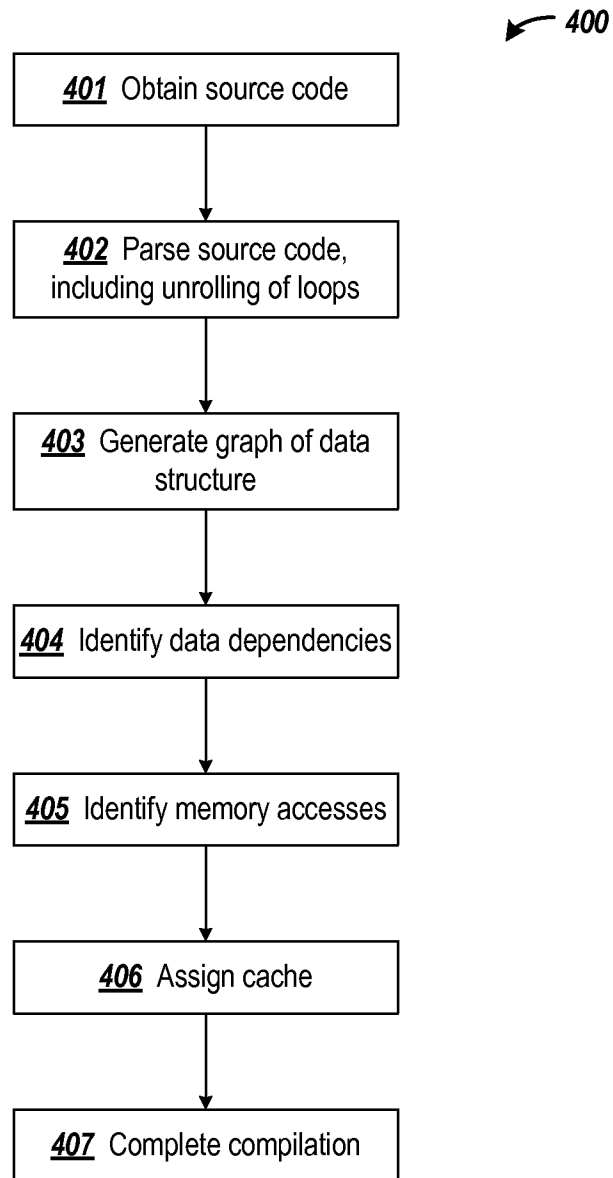 400
401 Obtain source code
402 Parse source code,
including unrolling of loops
403 Generate graph of data
structure
404 Identify data dependencies
405 Identify memory accesses
406 Assign cache
407 Complete compilation